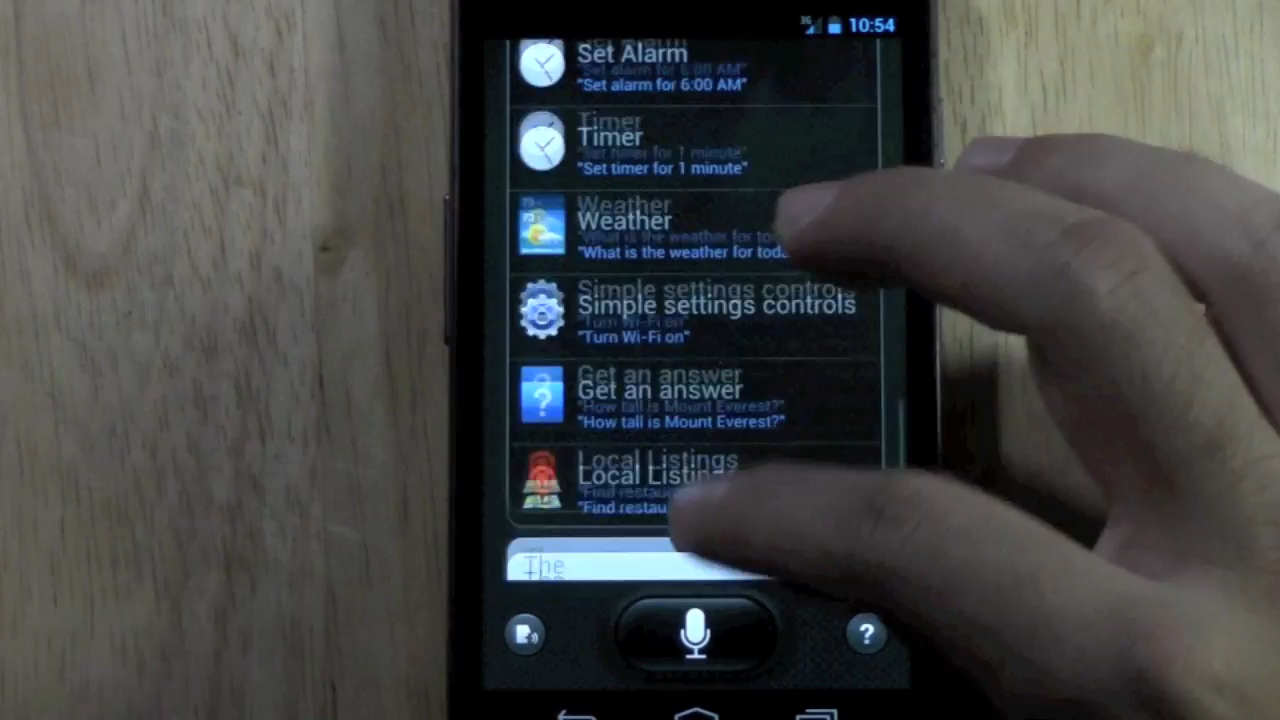 3G 10:54
Set Alarm
"Set alarm for 6:00 AM"
Timer
"Set timer for 1 minute"
Weather
"What is the weather for
Simple settings controls
"Turn Wi-Fi on"
Get an answer
"How tall is Mount Everest?"
?
Local Listings
"Find
The
?